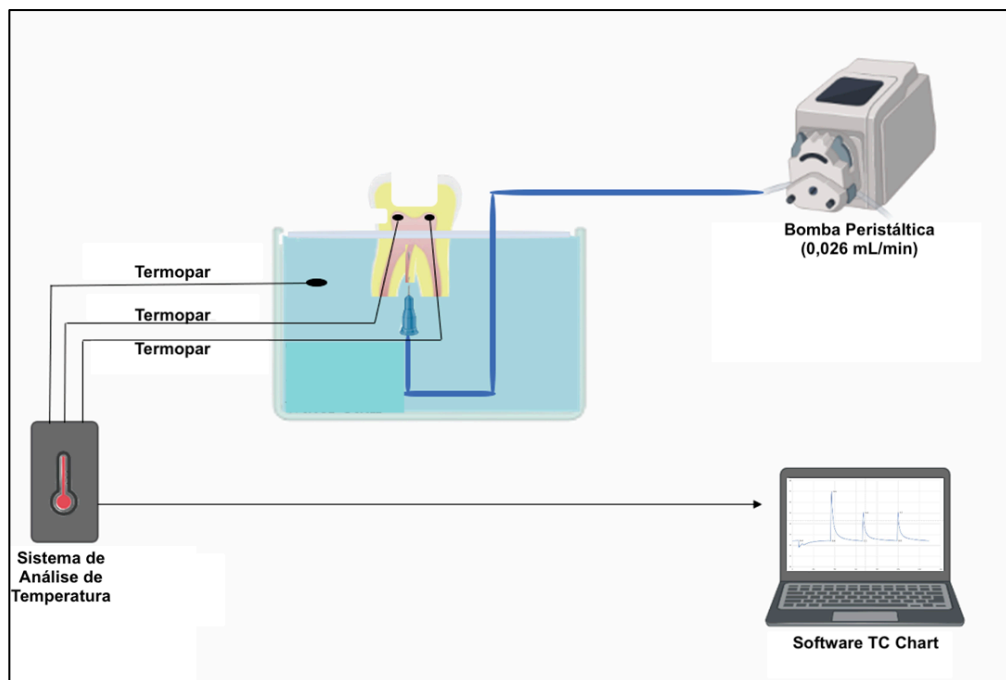 Bomba Peristáltica
(0,026 mL/min)
Termopar
Termopar
Termopar
Sistema de
Análise de
Temperatura
Software TC Chart